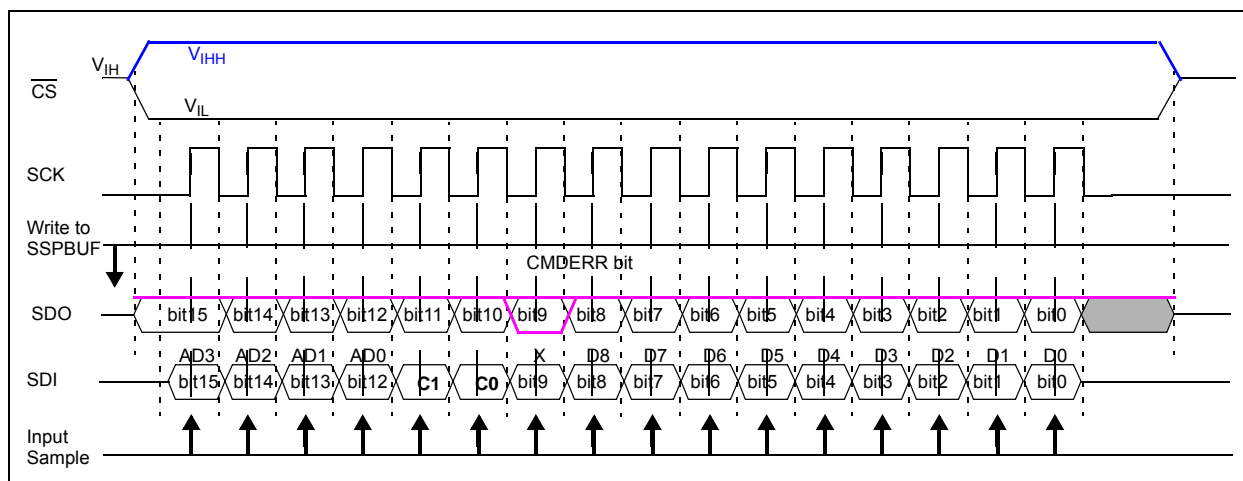 VIHH
VIH
CS
VIL
SCK
Write to
SSPBUF
CMDERR bit
SDO bit15 bit14 bit13 bit12 bit11 bit10 bit9 bit8 bit7 bit6 bit5 bit4 bit3 bit2 bit1 bit0
AD3 AD2 AD1 AD0 X D8 D7 D6 D5 D4 D3 D2 D1 D0
SDI bit15 bit14 bit13 bit12 C1 C0 bit9 bit8 bit7 bit6 bit5 bit4 bit3 bit2 bit1 bit0
Input
Sample